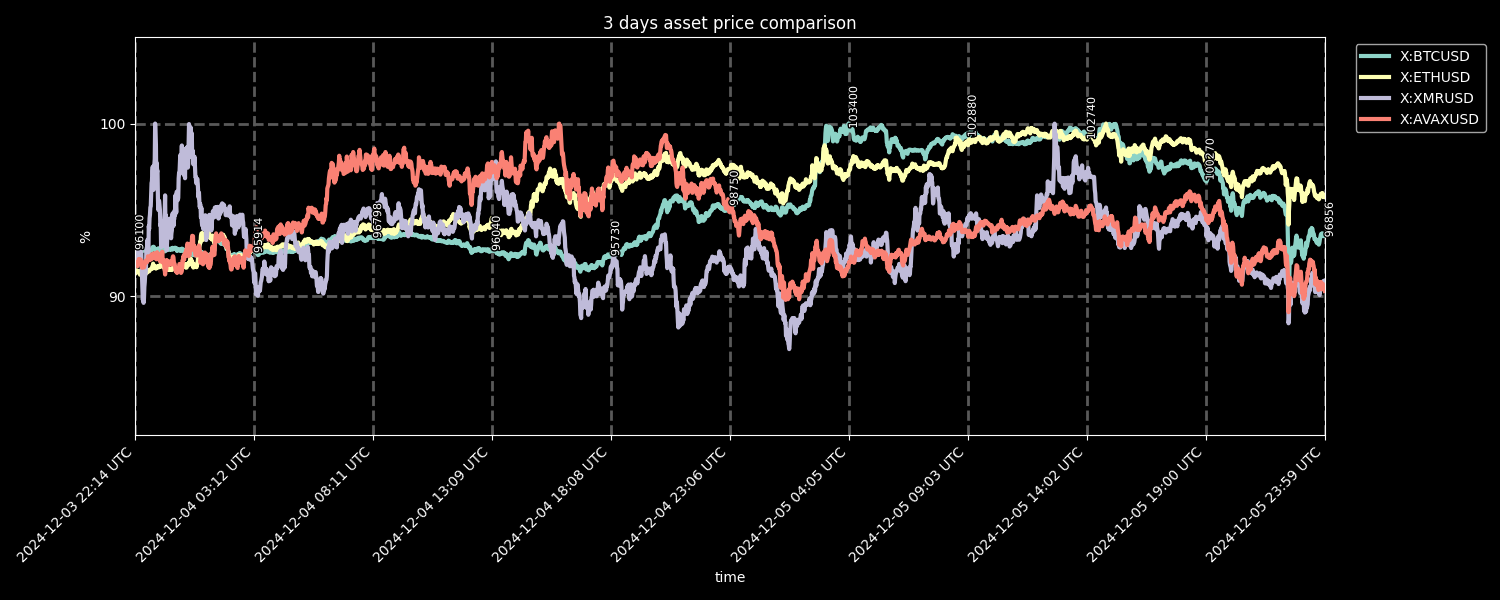 3 days asset price comparison
X:BTCUSD
X:ETHUSD
X:XMRUSD
X:AVAXUSD
%
100
90
96100
95914
96798
96040
95730
98750
103400
102880
102740
100270
96856
2024-12-03 22:14 UTC
2024-12-04 03:12 UTC
2024-12-04 08:11 UTC
2024-12-04 13:09 UTC
2024-12-04 18:08 UTC
2024-12-04 23:06 UTC
2024-12-05 04:05 UTC
2024-12-05 09:03 UTC
2024-12-05 14:02 UTC
2024-12-05 19:00 UTC
2024-12-05 23:59 UTC
time